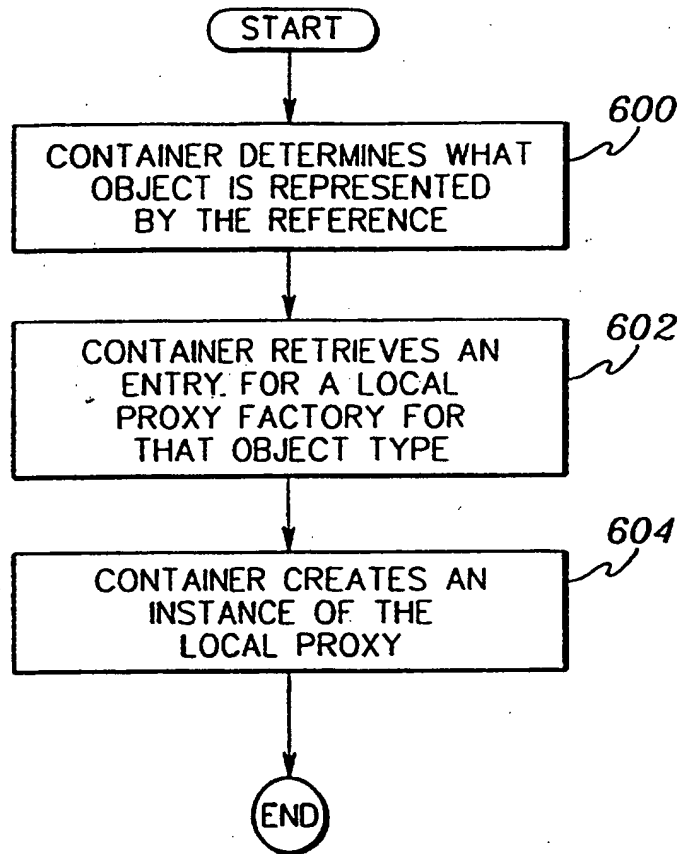 START
600
CONTAINER DETERMINES WHAT
OBJECT IS REPRESENTED
BY THE REFERENCE
602
CONTAINER RETRIEVES AN
ENTRY FOR A LOCAL
PROXY FACTORY FOR
THAT OBJECT TYPE
604
CONTAINER CREATES AN
INSTANCE OF THE
LOCAL PROXY
END